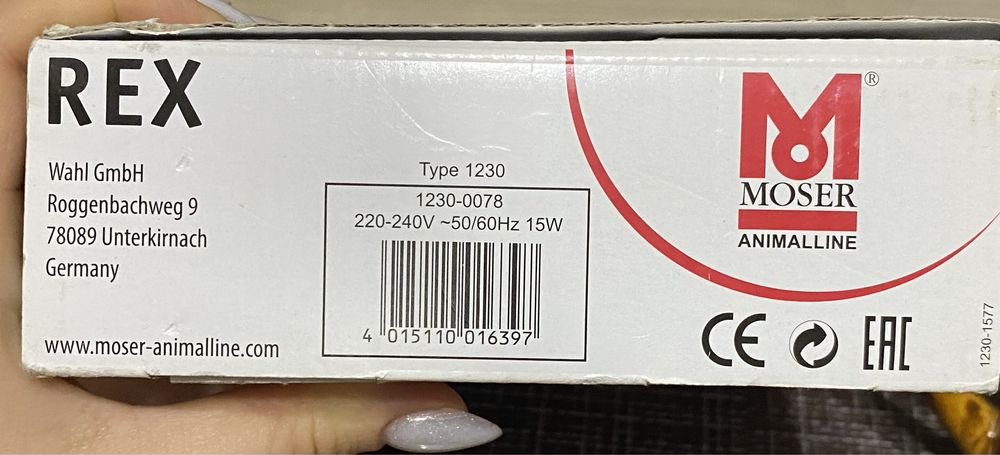 REX
Wahl GmbH
Roggenbachweg 9
78089 Unterkirnach
Germany
www.moser-animalline.com
Type 1230
1230-0078
220-240V ~50/60Hz 15W
4 015110 016397
®
MOSER
ANIMALLINE
CE
EAC
1230-1577